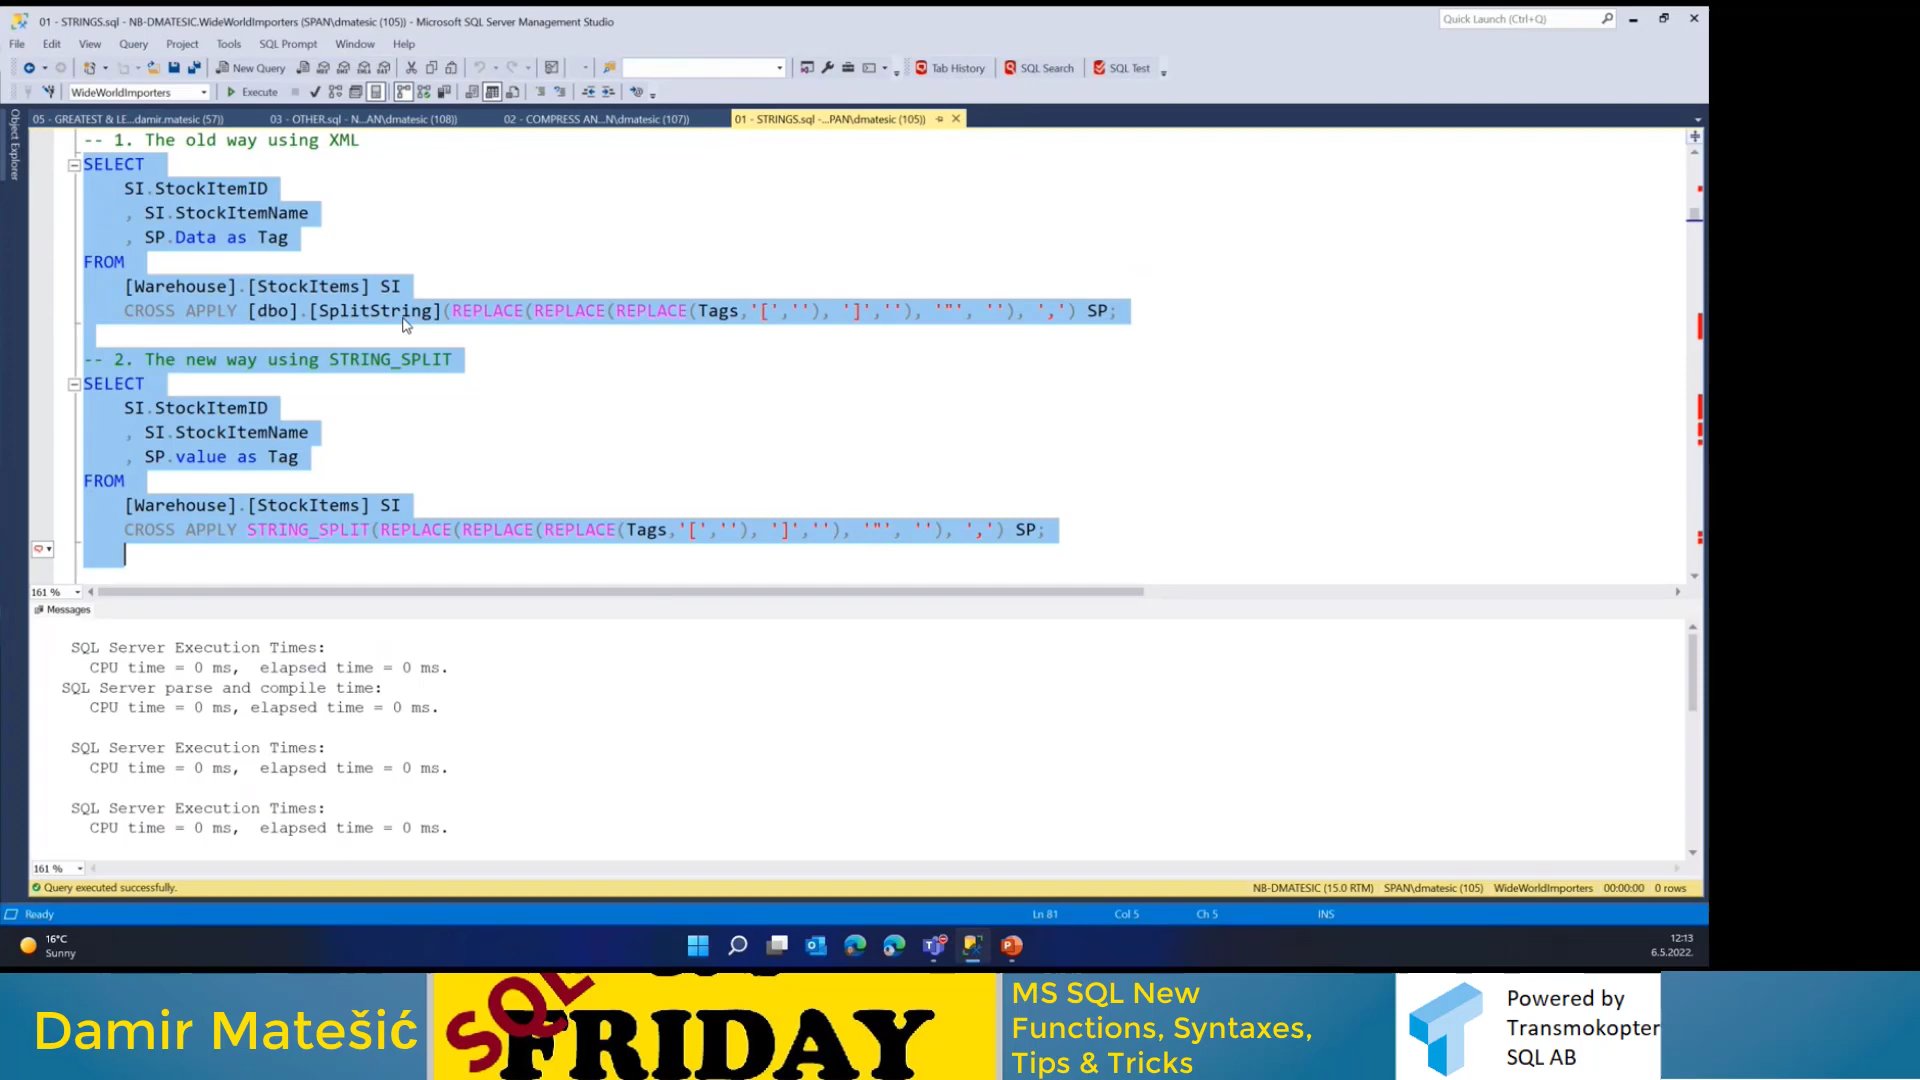 01 - STRINGS.sql - NB-DMATESIC.WideWorldImporters (SPAN\dmatesic (105)) - Microsoft SQL Server Management Studio
Quick Launch (Ctrl+Q)
File Edit View Query Project Tools SQL Prompt Window Help
New Query
Tab History SQL Search SQL Test
WideWorldImporters Execute
05 - GREATEST & LE...damir.matesic (57)) 03 - OTHER.sql - N...AN\dmatesic (108)) 02 - COMPRESS AN...N\dmatesic (107)) 01 - STRINGS.sql -...PAN\dmatesic (105))
Object Explorer
-- 1. The old way using XML
SELECT
SI.StockItemID
, SI.StockItemName
, SP.Data as Tag
FROM
[Warehouse].[StockItems] SI
CROSS APPLY [dbo].[SplitString](REPLACE(REPLACE(REPLACE(Tags,'[',''), ']',''), '"', ''), ',') SP;
-- 2. The new way using STRING_SPLIT
SELECT
SI.StockItemID
, SI.StockItemName
, SP.value as Tag
FROM
[Warehouse].[StockItems] SI
CROSS APPLY STRING_SPLIT(REPLACE(REPLACE(REPLACE(Tags,'[',''), ']',''), '"', ''), ',') SP;
161 %
Messages
SQL Server Execution Times:
CPU time = 0 ms, elapsed time = 0 ms.
SQL Server parse and compile time:
CPU time = 0 ms, elapsed time = 0 ms.
SQL Server Execution Times:
CPU time = 0 ms, elapsed time = 0 ms.
SQL Server Execution Times:
CPU time = 0 ms, elapsed time = 0 ms.
161 %
Query executed successfully. NB-DMATESIC (15.0 RTM) SPAN\dmatesic (105) WideWorldImporters 00:00:00 0 rows
Ready Ln 81 Col 5 Ch 5 INS
16°C
Sunny
12:13
6.5.2022.
Damir Matešić
SQL
FRIDAY
MS SQL New
Functions, Syntaxes,
Tips & Tricks
Powered by
Transmokopter
SQL AB